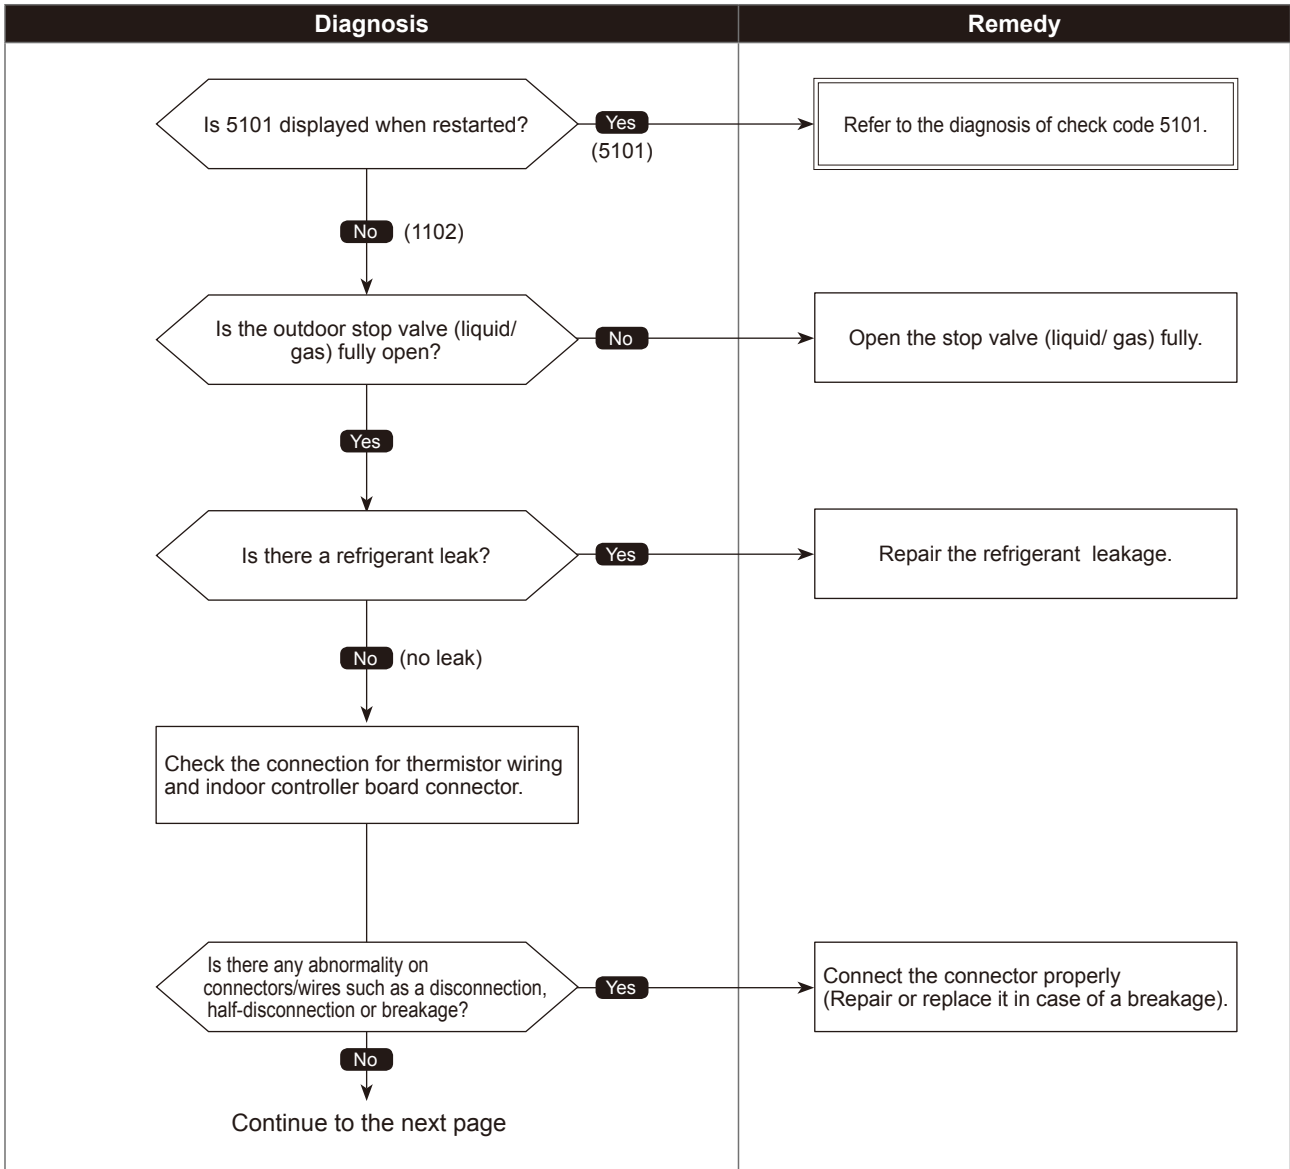 Diagnosis
Remedy
Is 5101 displayed when restarted?
Yes
(5101)
Refer to the diagnosis of check code 5101.
No (1102)
Is the outdoor stop valve (liquid/
gas) fully open?
No
Open the stop valve (liquid/ gas) fully.
Yes
Is there a refrigerant leak?
Yes
Repair the refrigerant leakage.
No (no leak)
Check the connection for thermistor wiring
and indoor controller board connector.
Is there any abnormality on
connectors/wires such as a disconnection,
half-disconnection or breakage?
Yes
Connect the connector properly
(Repair or replace it in case of a breakage).
No
Continue to the next page